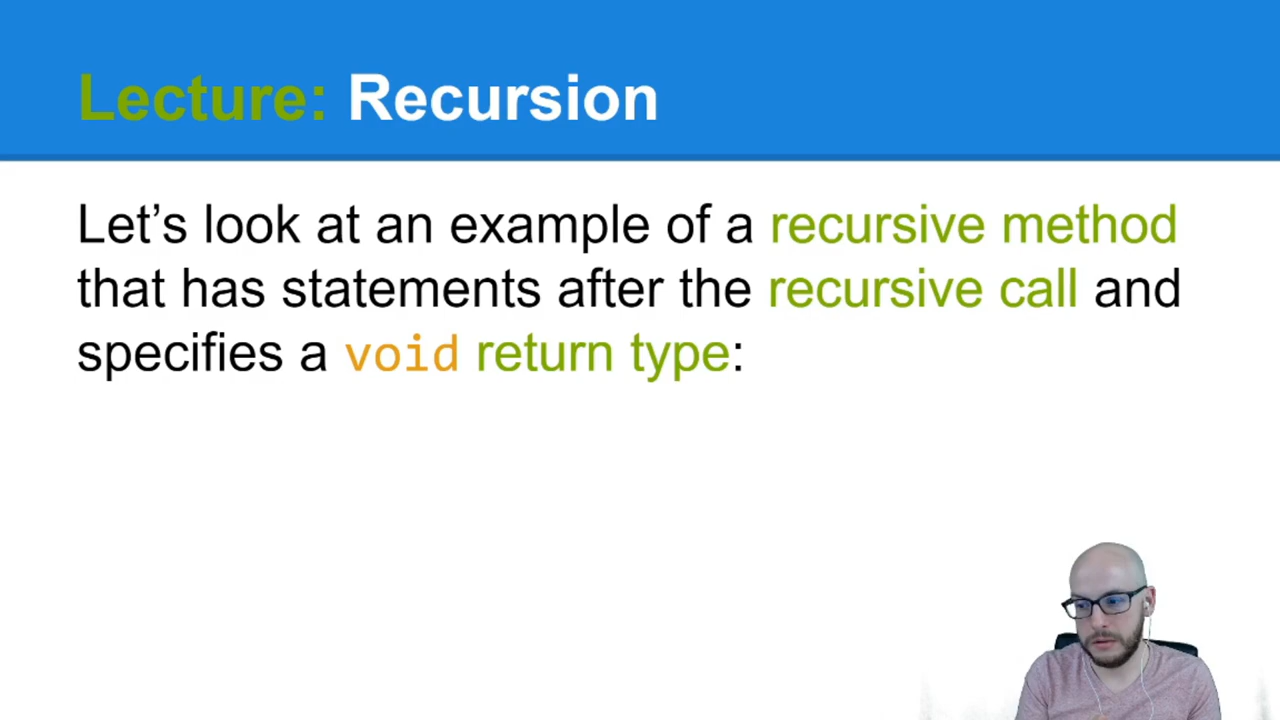 Lecture: Recursion
Let’s look at an example of a recursive method
that has statements after the recursive call and
specifies a void return type: